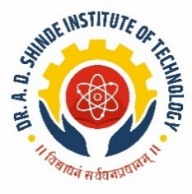 DR. A. D. SHINDE INSTITUTE OF TECHNOLOGY
॥ विद्याधनं सर्वधनप्रधानम् ॥